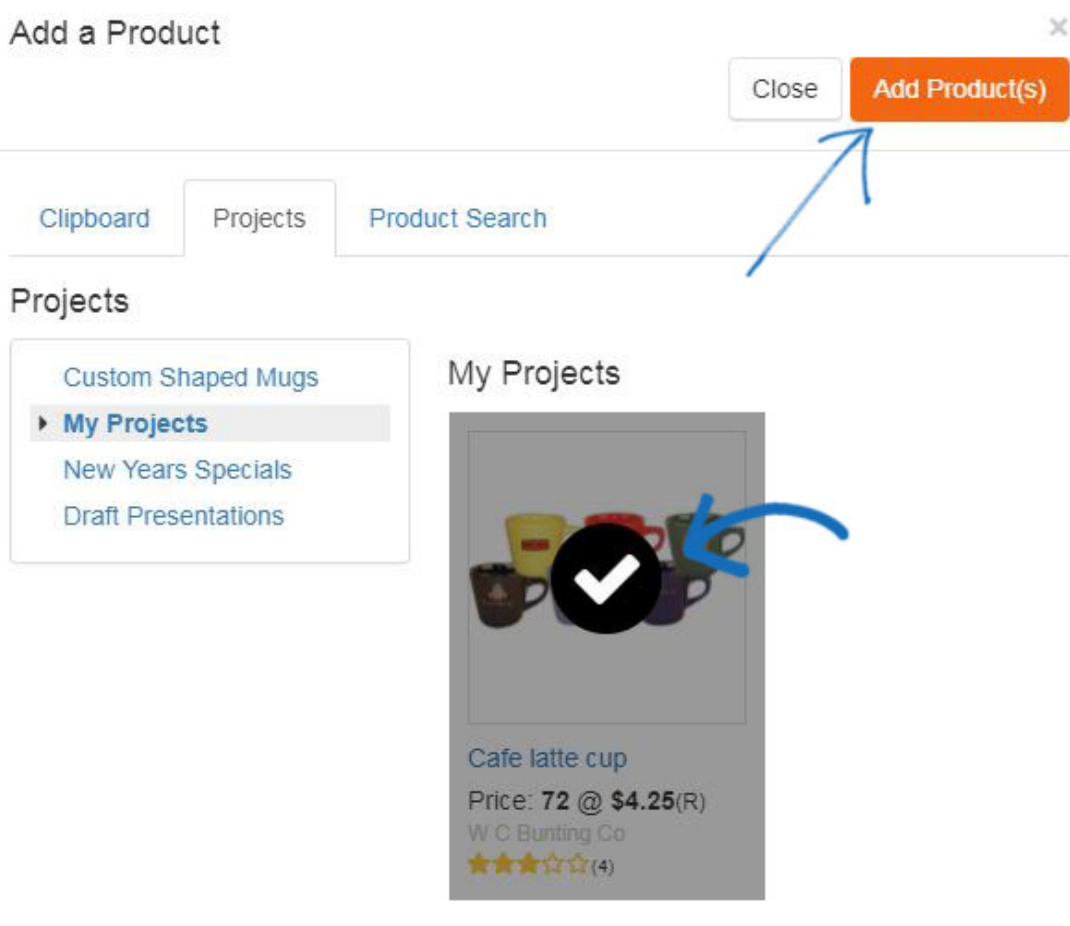 Add a Product
×
Close
Add Product(s)
Clipboard
Projects
Product Search
Projects
Custom Shaped Mugs
My Projects
New Years Specials
Draft Presentations
My Projects
Cafe latte cup
Price: 72 @ $4.25(R)
W C Bunting Co
(4)